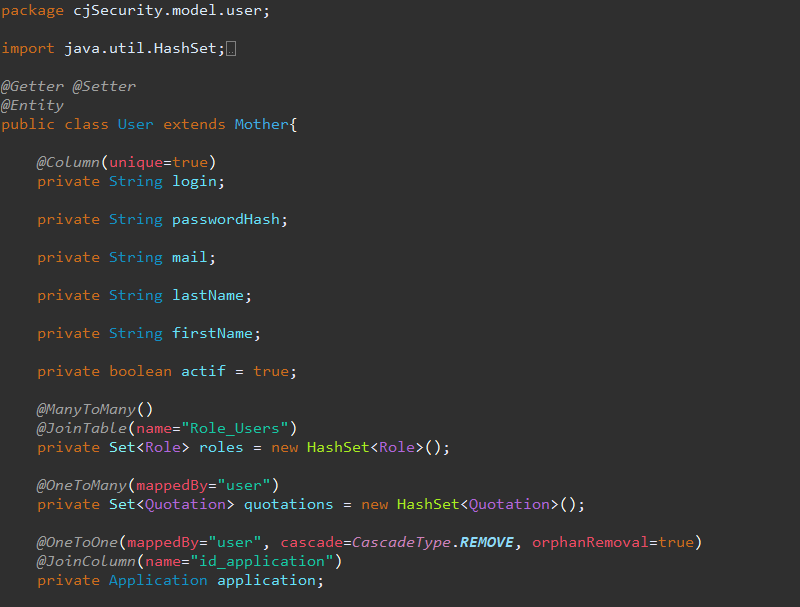 package cjSecurity.model.user;
import java.util.HashSet;
@Getter @Setter
@Entity
public class User extends Mother{
@Column(unique=true)
private String login;
private String passwordHash;
private String mail;
private String lastName;
private String firstName;
private boolean actif = true;
@ManyToMany()
@JoinTable(name="Role_Users")
private Set<Role> roles = new HashSet<Role>();
@OneToMany(mappedBy="user")
private Set<Quotation> quotations = new HashSet<Quotation>();
@OneToOne(mappedBy="user", cascade=CascadeType.REMOVE, orphanRemoval=true)
@JoinColumn(name="id_application")
private Application application;